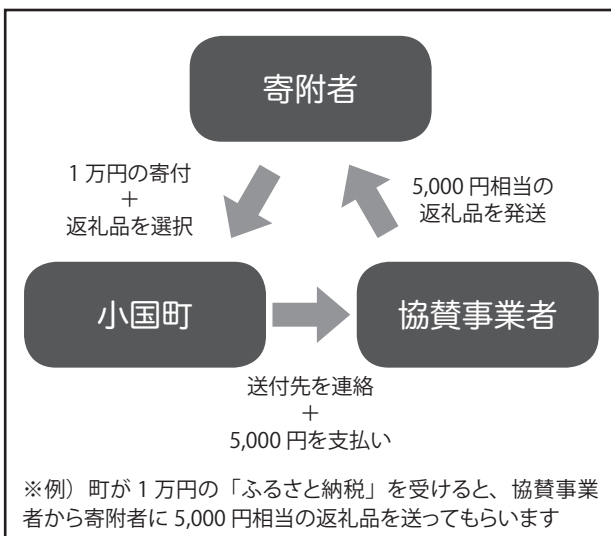 寄附者
1万円の寄付
+
返礼品を選択
5,000円相当の
返礼品を発送
小国町
協賛事業者
送付先を連絡
+
5,000円を支払い
※例）町が1万円の「ふるさと納税」を受けると、協賛事業
者から寄附者に5,000円相当の返礼品を送ってもらいます